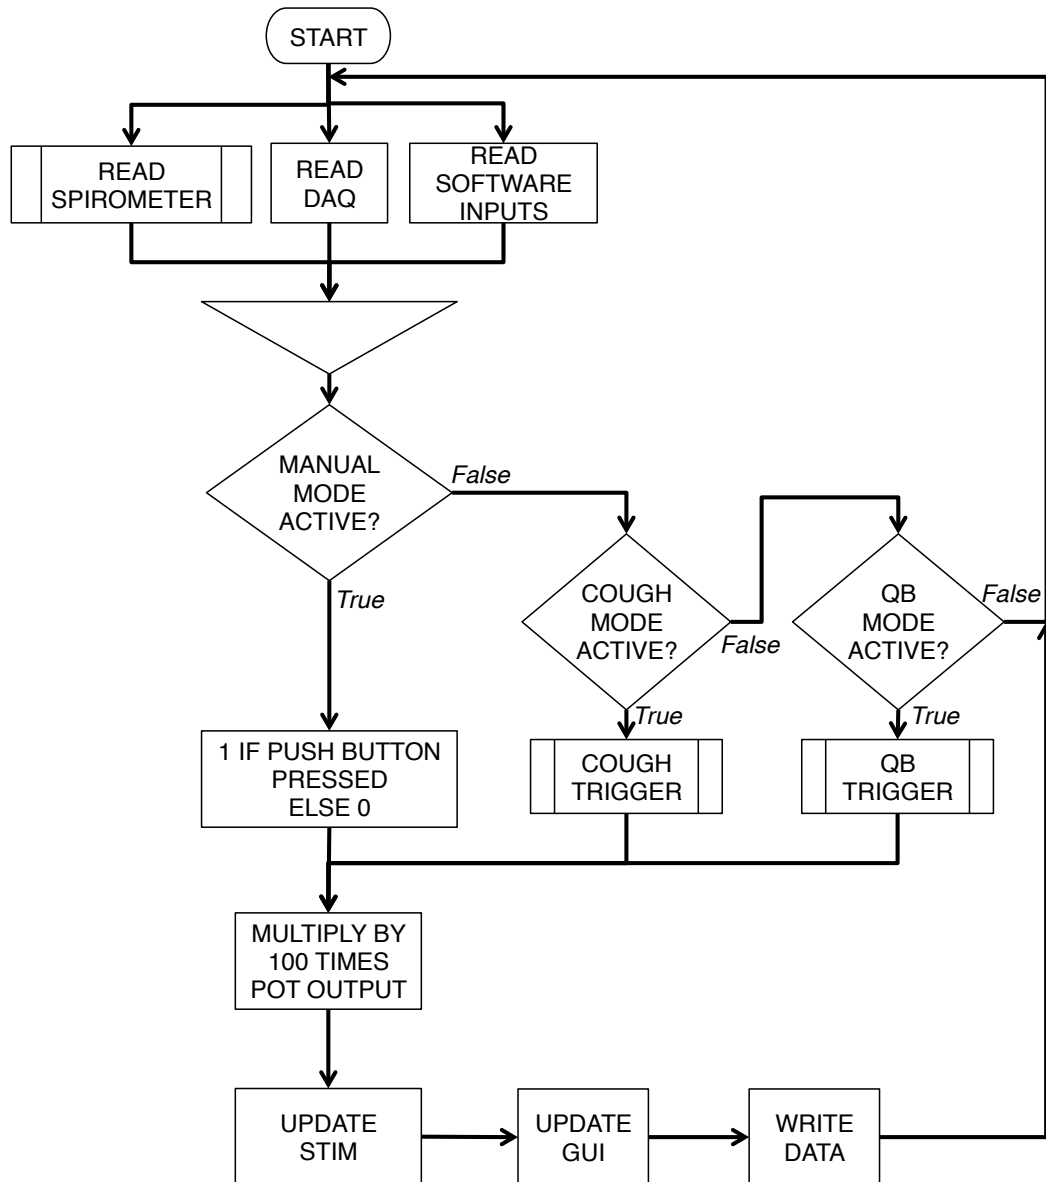 START
READ
SPIROMETER
READ
DAQ
READ
SOFTWARE
INPUTS
MANUAL
MODE
ACTIVE?
False
True
COUGH
MODE
ACTIVE?
False
True
QB
MODE
ACTIVE?
False
True
1 IF PUSH BUTTON
PRESSED
ELSE 0
COUGH
TRIGGER
QB
TRIGGER
MULTIPLY BY
100 TIMES
POT OUTPUT
UPDATE
STIM
UPDATE
GUI
WRITE
DATA